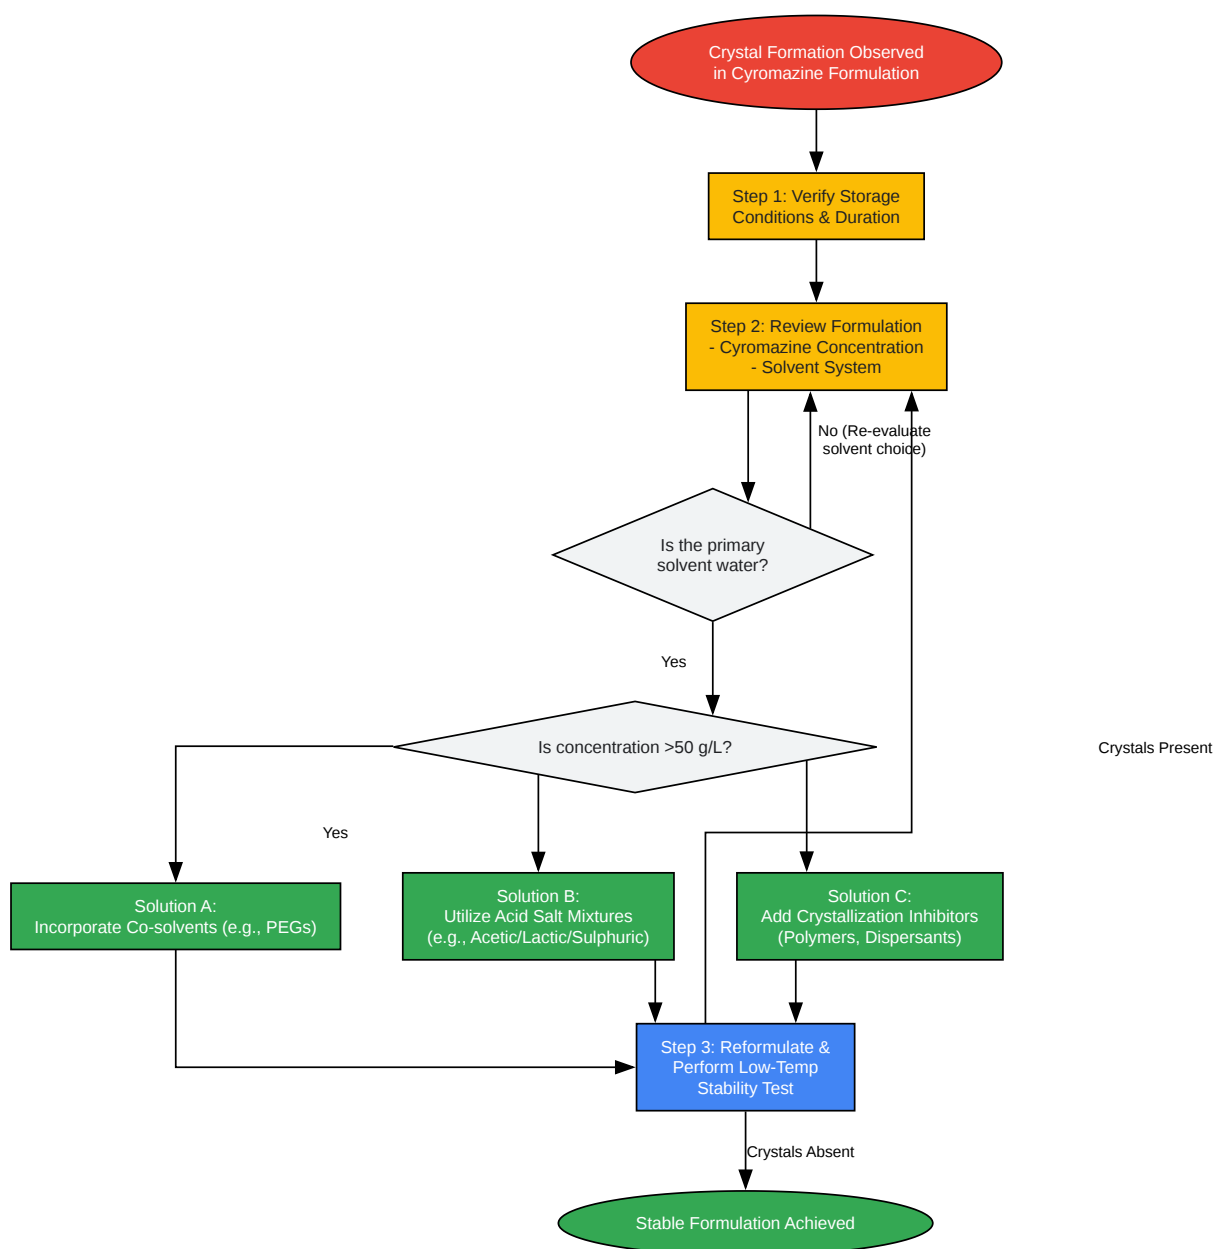 Crystal Formation Observed
in Cyromazine Formulation
Step 1: Verify Storage
Conditions & Duration
Step 2: Review Formulation
- Cyromazine Concentration
- Solvent System
No (Re-evaluate
solvent choice)
Is the primary
solvent water?
Yes
Is concentration >50 g/L?
Crystals Present
Yes
Solution A:
Incorporate Co-solvents (e.g., PEGs)
Solution B:
Utilize Acid Salt Mixtures
(e.g., Acetic/Lactic/Sulphuric)
Solution C:
Add Crystallization Inhibitors
(Polymers, Dispersants)
Step 3: Reformulate &
Perform Low-Temp
Stability Test
Crystals Absent
Stable Formulation Achieved